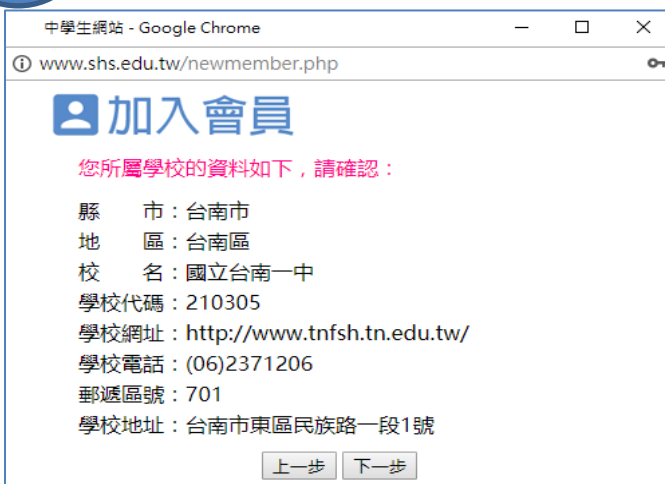 中學生網站 - Google Chrome
www.shs.edu.tw/newmember.php
加入會員
您所屬學校的資料如下，請確認：
縣　　市：台南市
地　　區：台南區
校　　名：國立台南一中
學校代碼：210305
學校網址：http://www.tnfsh.tn.edu.tw/
學校電話：(06)2371206
郵遞區號：701
學校地址：台南市東區民族路一段1號
上一步 下一步